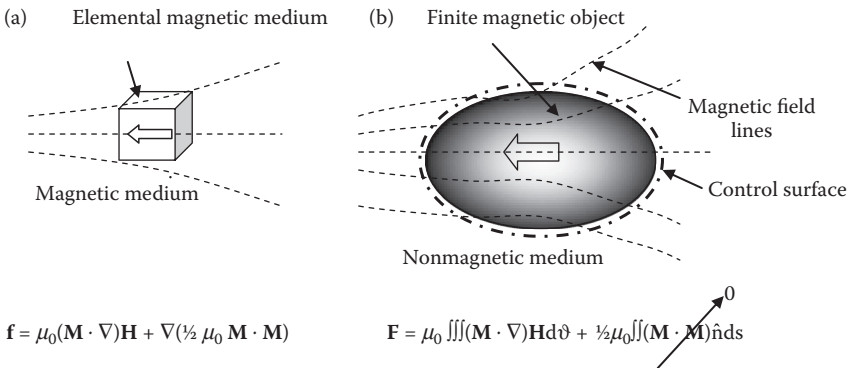 (a) Elemental magnetic medium
Magnetic medium
f = μ₀(M · ∇)H + ∇(½ μ₀ M · M)
(b) Finite magnetic object
Magnetic field
lines
Control surface
Nonmagnetic medium
0
F = μ₀ ∭(M · ∇)Hdϑ + ½μ₀∬(M · M)n̂ds